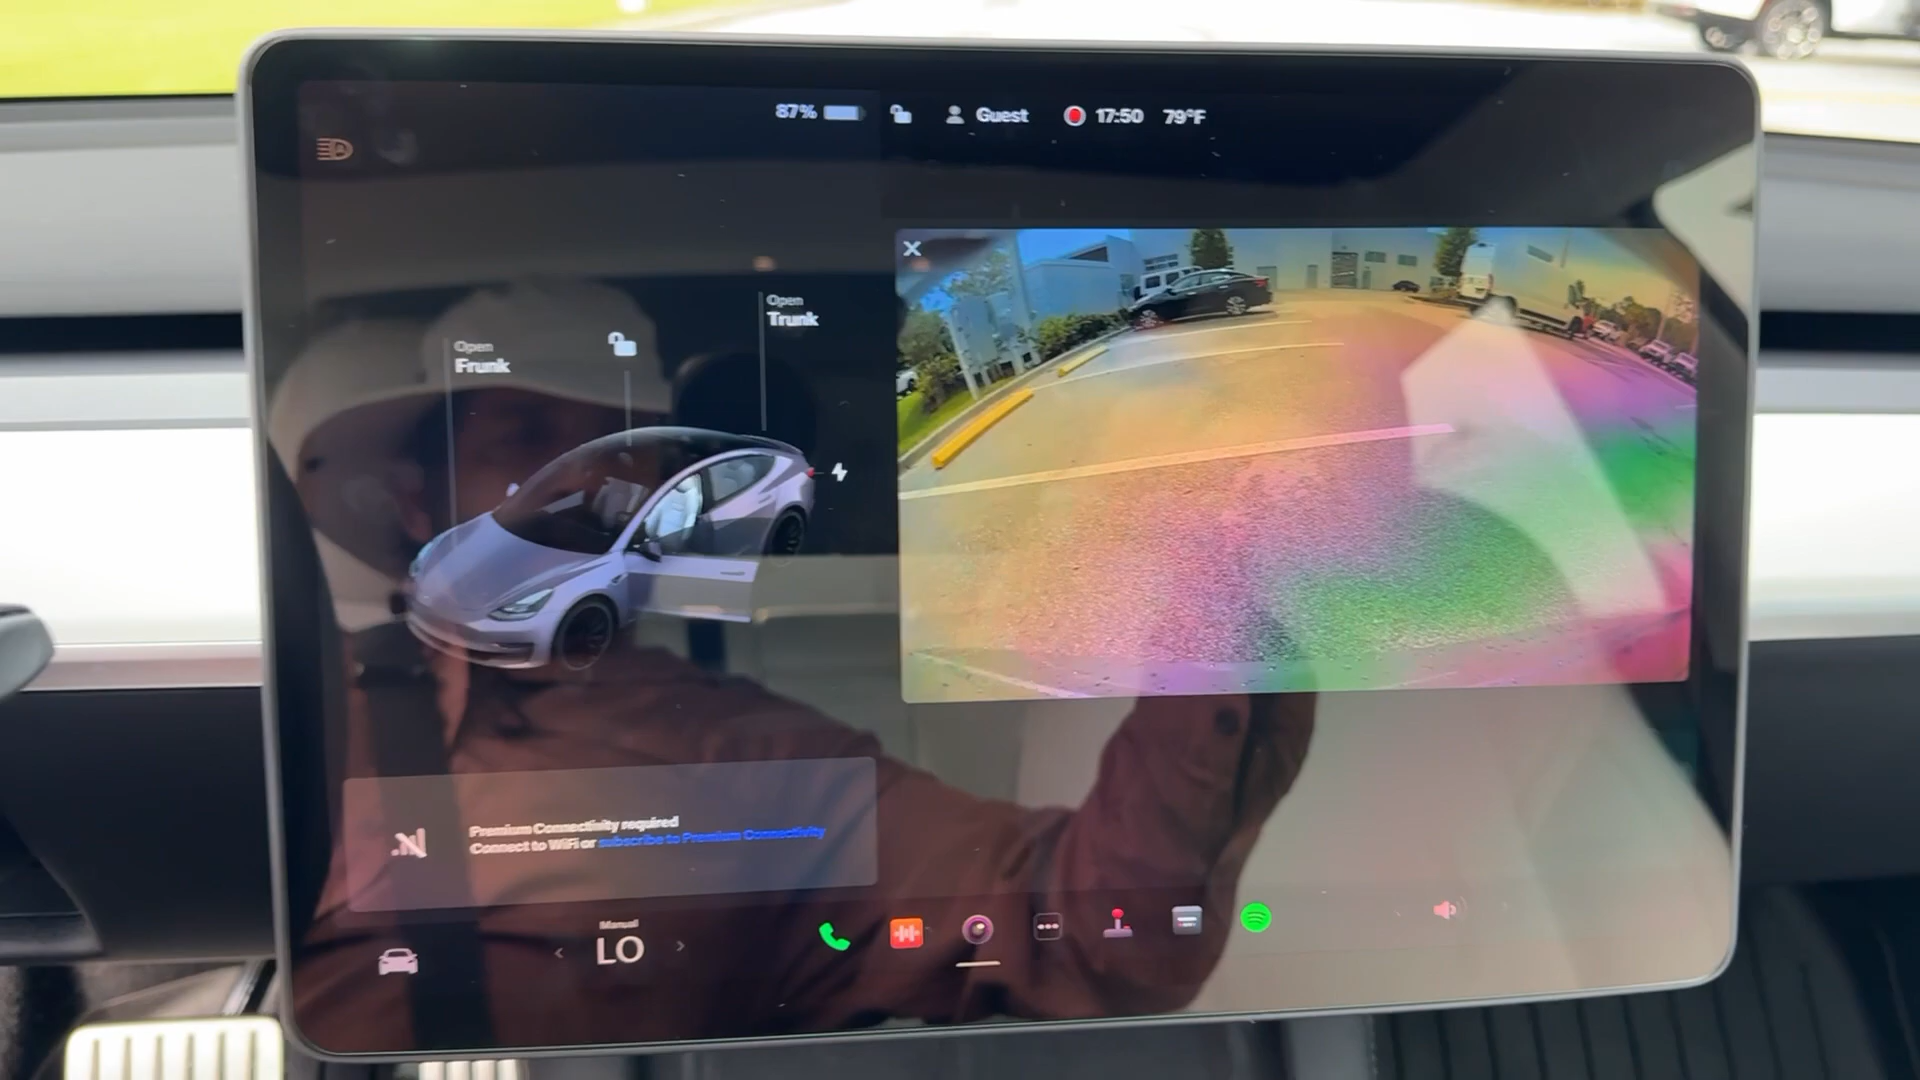 87%
Guest
17:50
79°F
Open
Trunk
Open
Frunk
Premium Connectivity required
Connect to WiFi or subscribe to Premium Connectivity
Manual
LO